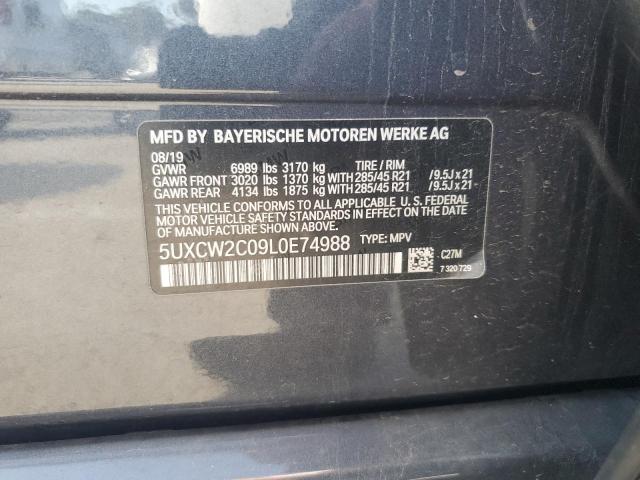 MFD BY BAYERISCHE MOTOREN WERKE AG
08/19
GVWR 6989 lbs 3170 kg TIRE / RIM
GAWR FRONT 3020 lbs 1370 kg WITH 285/45 R21 /9.5J x 21
GAWR REAR 4134 lbs 1875 kg WITH 285/45 R21 /9.5J x 21
THIS VEHICLE CONFORMS TO ALL APPLICABLE U. S. FEDERAL
MOTOR VEHICLE SAFETY STANDARDS IN EFFECT ON THE DATE
OF MANUFACTURE SHOWN ABOVE.
5UXCW2C09L0E74988 TYPE: MPV
C27M
7 320 729